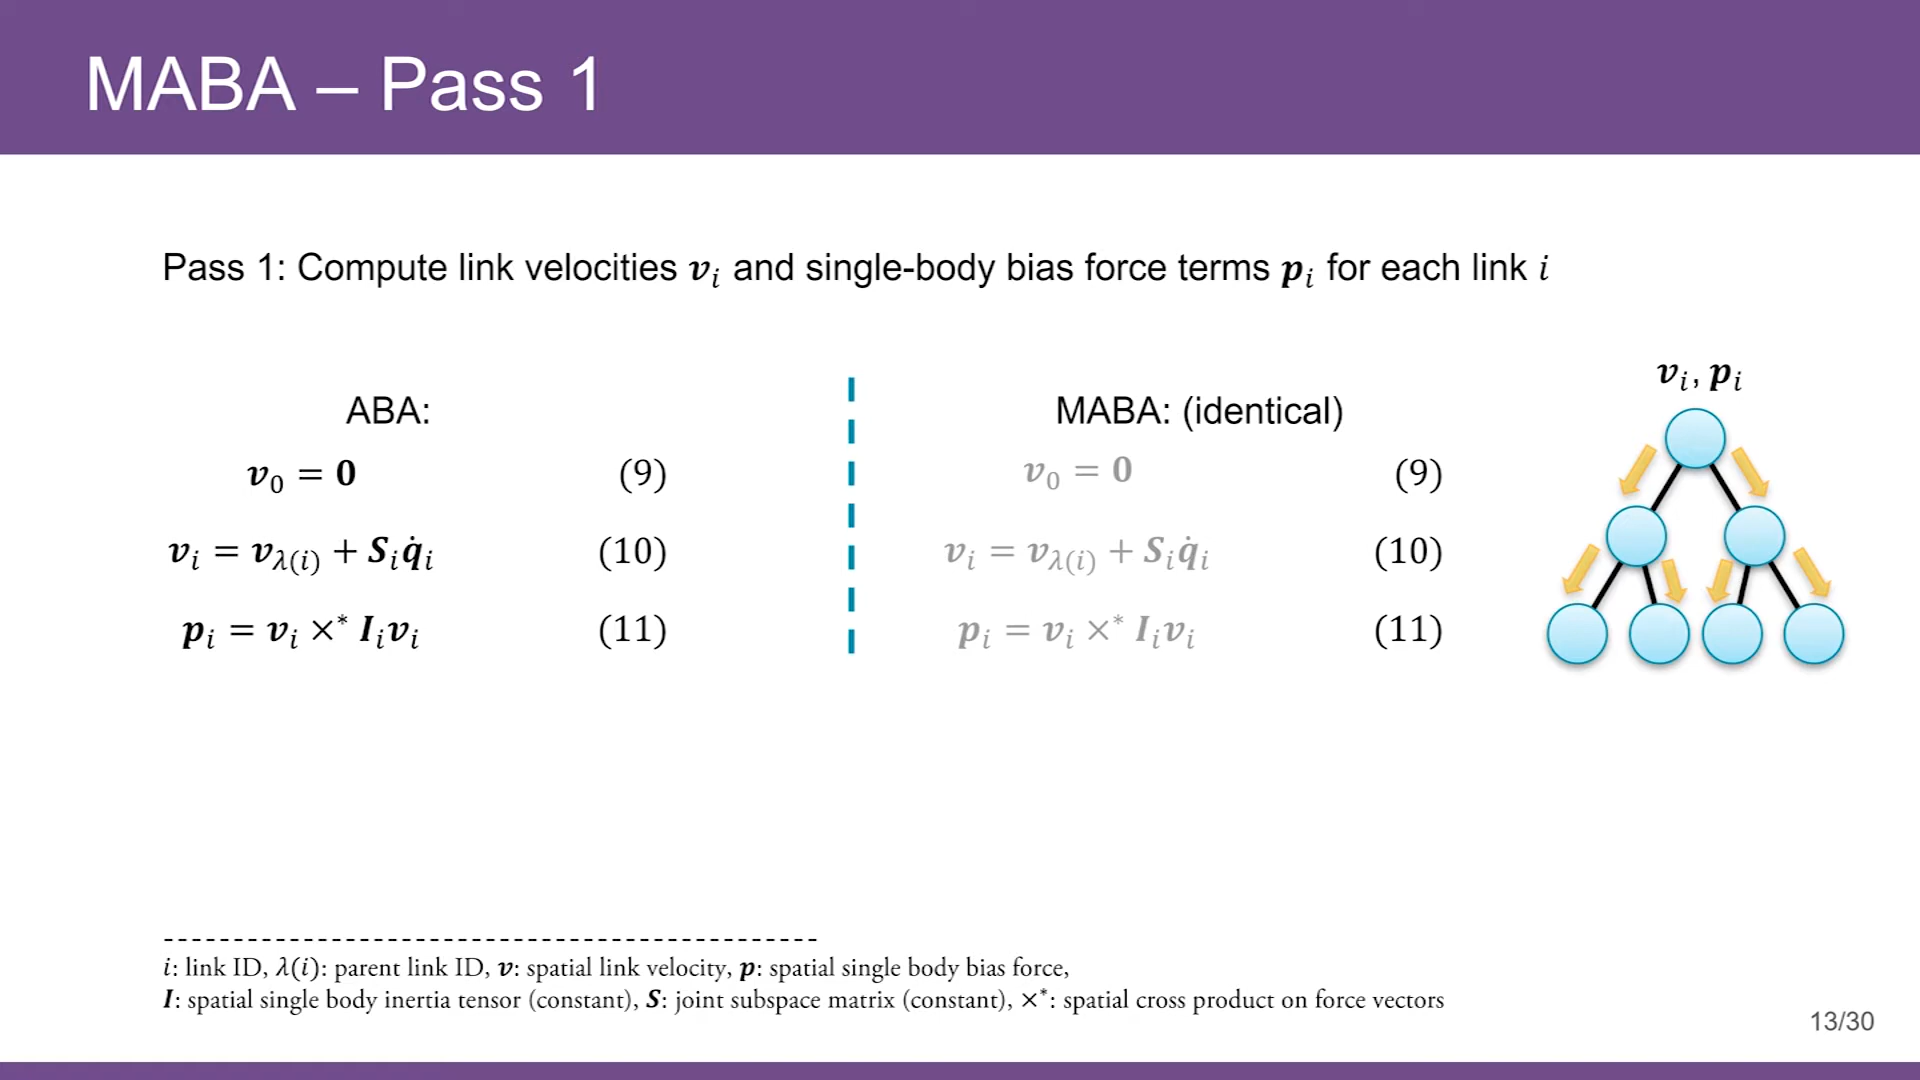 MABA – Pass 1
Pass 1: Compute link velocities 𝒗ᵢ and single-body bias force terms 𝒑ᵢ for each link 𝑖
ABA:
𝒗₀ = 𝟎 (9)
𝒗ᵢ = 𝒗_λ(i) + 𝑺ᵢ𝒒̇ᵢ (10)
𝒑ᵢ = 𝒗ᵢ ×* 𝑰ᵢ𝒗ᵢ (11)
MABA: (identical)
𝒗₀ = 𝟎 (9)
𝒗ᵢ = 𝒗_λ(i) + 𝑺ᵢ𝒒̇ᵢ (10)
𝒑ᵢ = 𝒗ᵢ ×* 𝑰ᵢ𝒗ᵢ (11)
𝒗ᵢ, 𝒑ᵢ
𝑖: link ID, 𝜆(𝑖): parent link ID, 𝒗: spatial link velocity, 𝒑: spatial single body bias force,
𝑰: spatial single body inertia tensor (constant), 𝑺: joint subspace matrix (constant), ×*: spatial cross product on force vectors
13/30